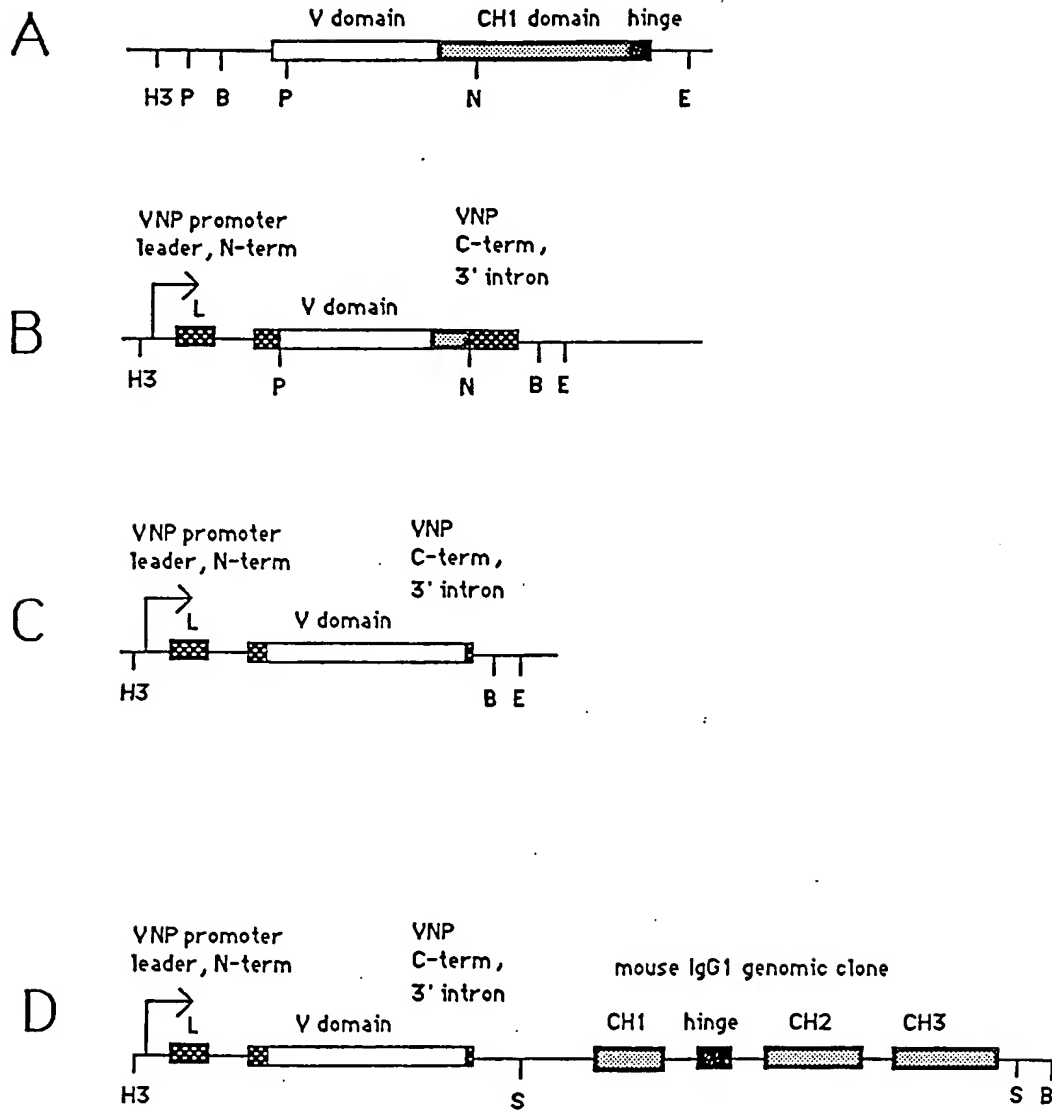 A
V domain CH1 domain hinge
H3 P B P N E
B
VNP promoter
leader, N-term
VNP
C-term,
3' intron
L
V domain
H3 P N B E
C
VNP promoter
leader, N-term
VNP
C-term,
3' intron
L
V domain
H3 B E
D
VNP promoter
leader, N-term
VNP
C-term,
3' intron
mouse IgG1 genomic clone
L
V domain
CH1 hinge CH2 CH3
H3 S S B